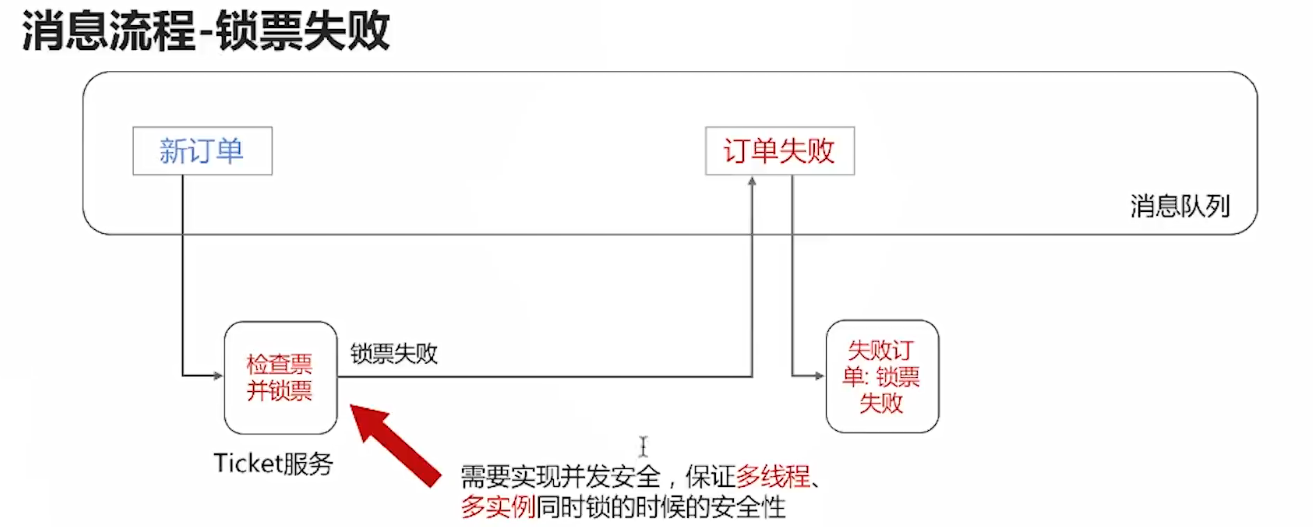 消息流程-锁票失败
新订单
订单失败
消息队列
检查票
并锁票
锁票失败
失败订
单: 锁票
失败
Ticket服务
需要实现并发安全，保证多线程、
多实例同时锁的时候的安全性